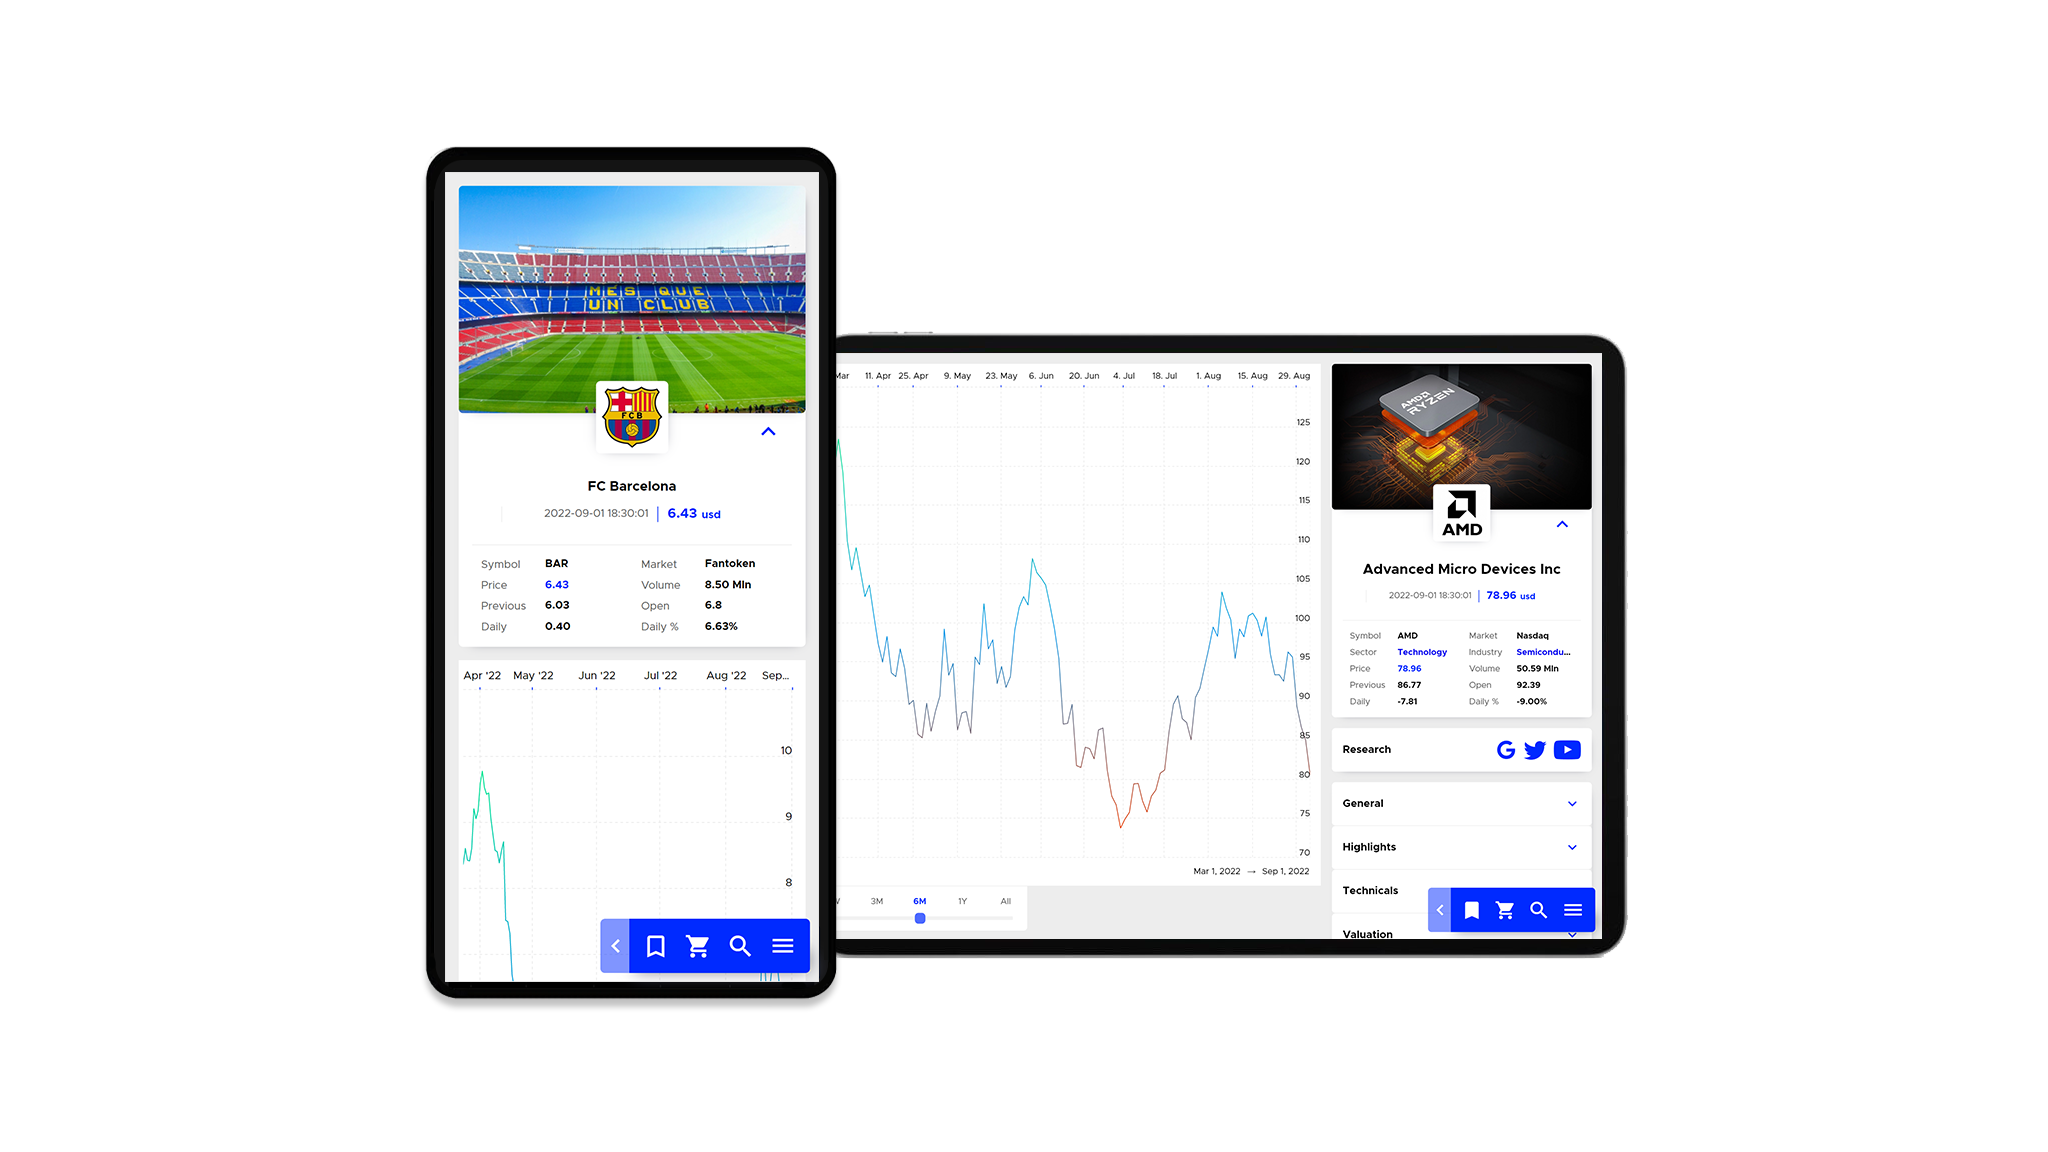 MÉS QUE
UN CLUB
FCB
FC Barcelona
2022-09-01 18:30:01 | 6.43 usd
Symbol BAR Market Fantoken
Price 6.43 Volume 8.50 Mln
Previous 6.03 Open 6.8
Daily 0.40 Daily % 6.63%
Apr '22 May '22 Jun '22 Jul '22 Aug '22 Sep...
10
9
8
Mar 11. Apr 25. Apr 9. May 23. May 6. Jun 20. Jun 4. Jul 18. Jul 1. Aug 15. Aug 29. Aug
125
120
115
110
105
100
95
90
85
80
75
70
Mar 1, 2022 → Sep 1, 2022
3M 6M 1Y All
AMD
RYZEN
AMD
Advanced Micro Devices Inc
2022-09-01 18:30:01 | 78.96 usd
Symbol AMD Market Nasdaq
Sector Technology Industry Semicondu...
Price 78.96 Volume 50.59 Mln
Previous 86.77 Open 92.39
Daily -7.81 Daily % -9.00%
Research G
General
Highlights
Technicals
Valuation